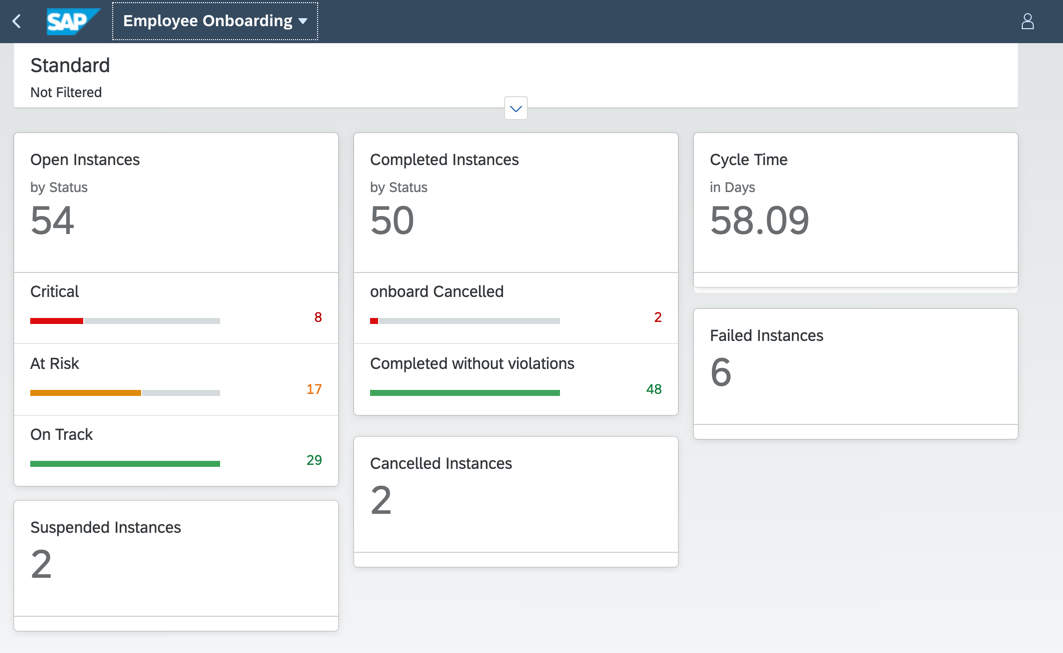 SAP
Employee Onboarding
Standard
Not Filtered
Open Instances
by Status
54
Critical
8
At Risk
17
On Track
29
Suspended Instances
2
Completed Instances
by Status
50
onboard Cancelled
2
Completed without violations
48
Cancelled Instances
2
Cycle Time
in Days
58.09
Failed Instances
6